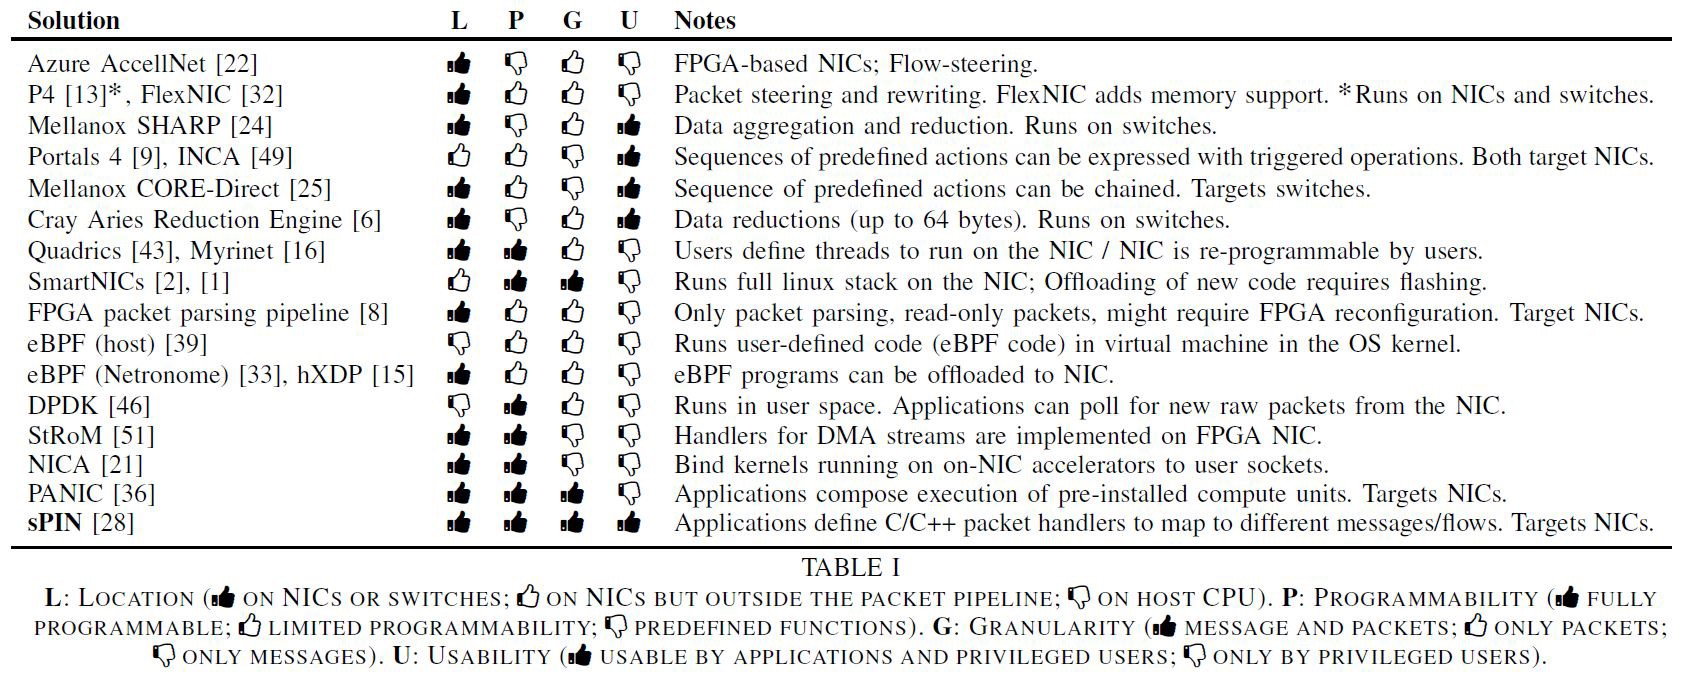 Solution L P G U Notes
Azure AccellNet [22] 👍 👎 👍 👎 FPGA-based NICs; Flow-steering.
P4 [13]*, FlexNIC [32] 👍 👍 👍 👎 Packet steering and rewriting. FlexNIC adds memory support. *Runs on NICs and switches.
Mellanox SHARP [24] 👍 👎 👍 👍 Data aggregation and reduction. Runs on switches.
Portals 4 [9], INCA [49] 👍 👍 👎 👍 Sequences of predefined actions can be expressed with triggered operations. Both target NICs.
Mellanox CORE-Direct [25] 👍 👍 👎 👍 Sequence of predefined actions can be chained. Targets switches.
Cray Aries Reduction Engine [6] 👍 👎 👍 👍 Data reductions (up to 64 bytes). Runs on switches.
Quadrics [43], Myrinet [16] 👍 👍 👍 👎 Users define threads to run on the NIC / NIC is re-programmable by users.
SmartNICs [2], [1] 👍 👍 👍 👎 Runs full linux stack on the NIC; Offloading of new code requires flashing.
FPGA packet parsing pipeline [8] 👍 👍 👍 👎 Only packet parsing, read-only packets, might require FPGA reconfiguration. Target NICs.
eBPF (host) [39] 👎 👍 👍 👎 Runs user-defined code (eBPF code) in virtual machine in the OS kernel.
eBPF (Netronome) [33], hXDP [15] 👍 👍 👍 👎 eBPF programs can be offloaded to NIC.
DPDK [46] 👎 👍 👍 👎 Runs in user space. Applications can poll for new raw packets from the NIC.
StRoM [51] 👍 👍 👎 👎 Handlers for DMA streams are implemented on FPGA NIC.
NICA [21] 👍 👍 👎 👎 Bind kernels running on on-NIC accelerators to user sockets.
PANIC [36] 👍 👍 👍 👎 Applications compose execution of pre-installed compute units. Targets NICs.
sPIN [28] 👍 👍 👍 👍 Applications define C/C++ packet handlers to map to different messages/flows. Targets NICs.
TABLE I
L: LOCATION (👍 ON NICS OR SWITCHES; 👍 ON NICS BUT OUTSIDE THE PACKET PIPELINE; 👎 ON HOST CPU). P: PROGRAMMABILITY (👍 FULLY
PROGRAMMABLE; 👍 LIMITED PROGRAMMABILITY; 👎 PREDEFINED FUNCTIONS). G: GRANULARITY (👍 MESSAGE AND PACKETS; 👍 ONLY PACKETS;
👎 ONLY MESSAGES). U: USABILITY (👍 USABLE BY APPLICATIONS AND PRIVILEGED USERS; 👎 ONLY BY PRIVILEGED USERS).